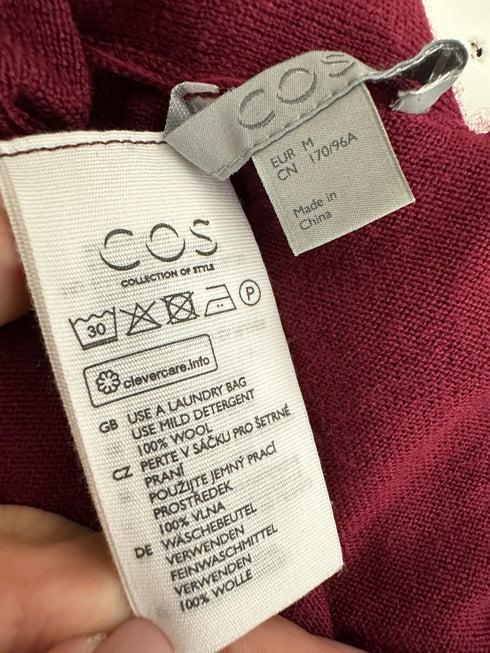 COS
EUR M
CN 170/96A
Made in
China
COS
COLLECTION OF STYLE
30
P
clevercare.info
GB USE A LAUNDRY BAG
USE MILD DETERGENT
100% WOOL
CZ PERTE V SÁČKU PRO ŠETRNÉ
PRANÍ
POUŽIJTE JEMNÝ PRACÍ
PROSTŘEDEK
100% VLNA
DE WÄSCHEBEUTEL
VERWENDEN
FEINWASCHMITTEL
VERWENDEN
100% WOLLE